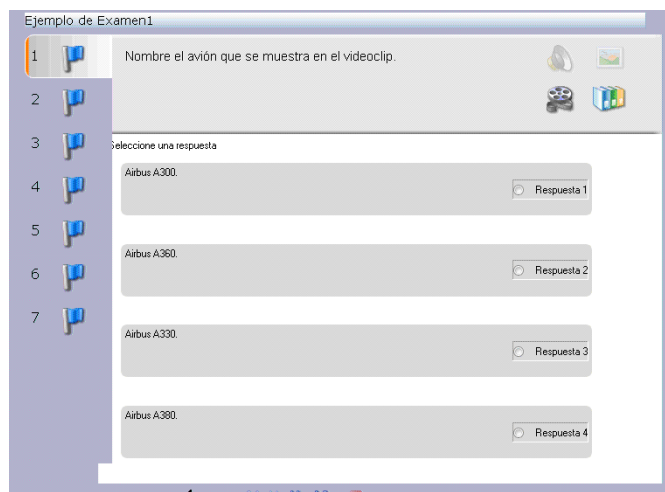 Ejemplo de Examen1
1
Nombre el avión que se muestra en el videoclip.
2
3
Seleccione una respuesta
Airbus A300.
Respuesta 1
4
5
Airbus A360.
Respuesta 2
6
7
Airbus A330.
Respuesta 3
Airbus A380.
Respuesta 4